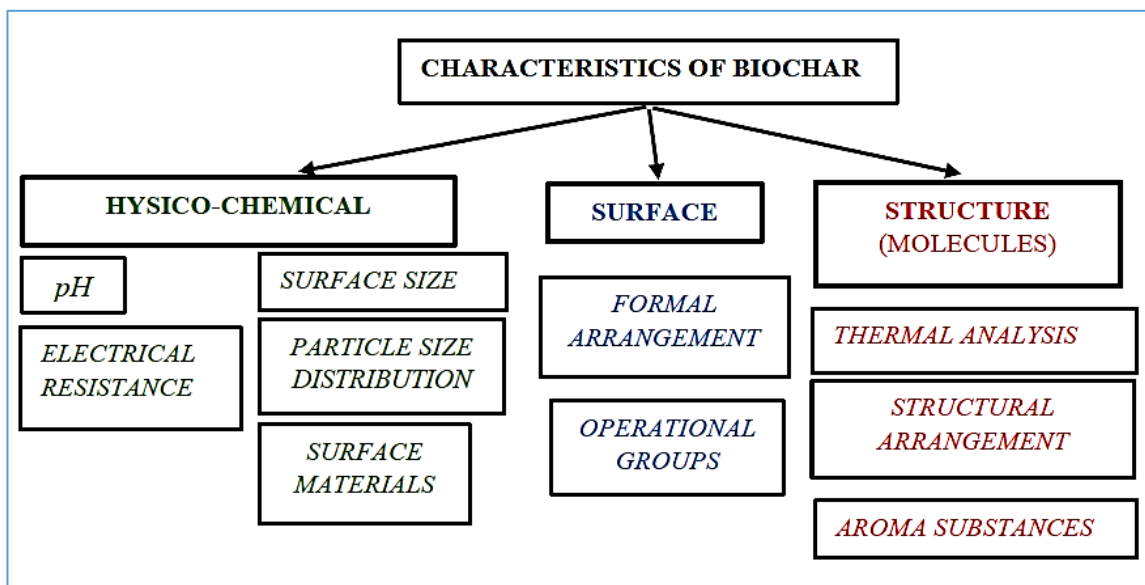 CHARACTERISTICS OF BIOCHAR
HYSICO-CHEMICAL
pH
ELECTRICAL
RESISTANCE
SURFACE SIZE
PARTICLE SIZE
DISTRIBUTION
SURFACE
MATERIALS
SURFACE
FORMAL
ARRANGEMENT
OPERATIONAL
GROUPS
STRUCTURE
(MOLECULES)
THERMAL ANALYSIS
STRUCTURAL
ARRANGEMENT
AROMA SUBSTANCES